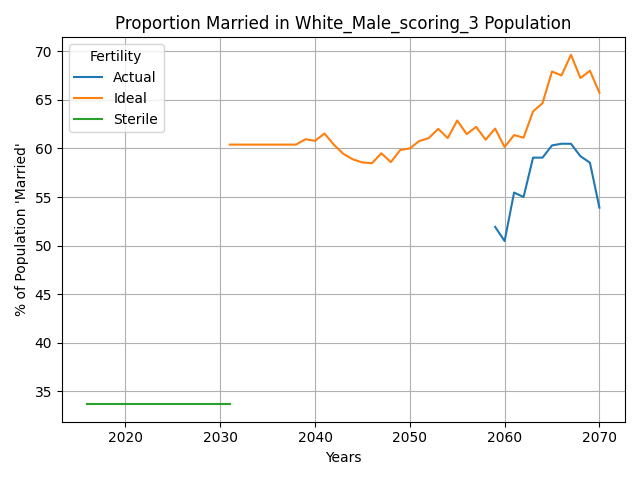 Proportion Married in White_Male_scoring_3 Population
% of Population 'Married'
70
65
60
55
50
45
40
35
Fertility
Actual
Ideal
Sterile
2020 2030 2040 2050 2060 2070
Years